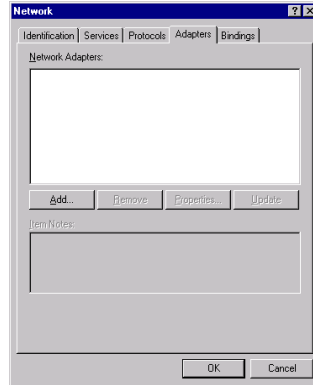 Network
Identification Services Protocols Adapters Bindings
Network Adapters:
Add... Remove Properties... Update
Item Notes:
OK Cancel